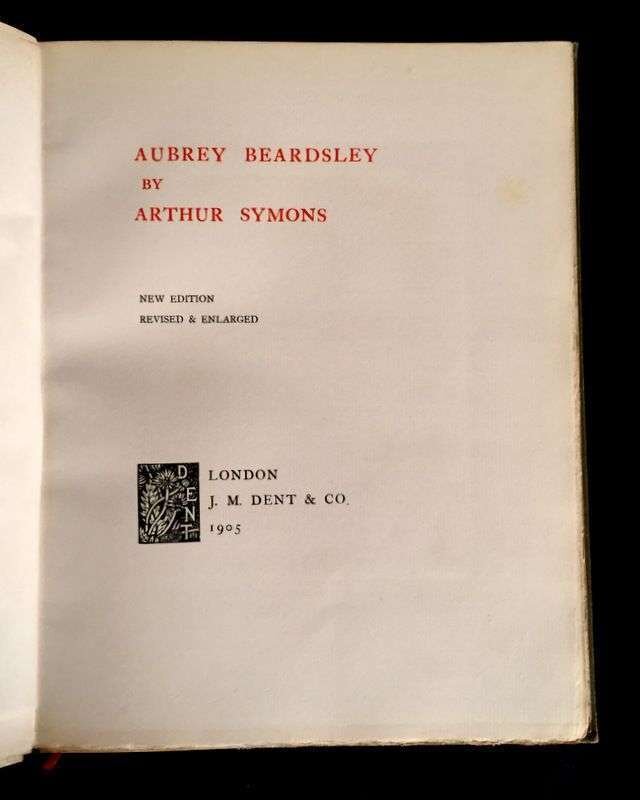 AUBREY BEARDSLEY
BY
ARTHUR SYMONS
NEW EDITION
REVISED & ENLARGED
DENT
LONDON
J. M. DENT & CO.
1905